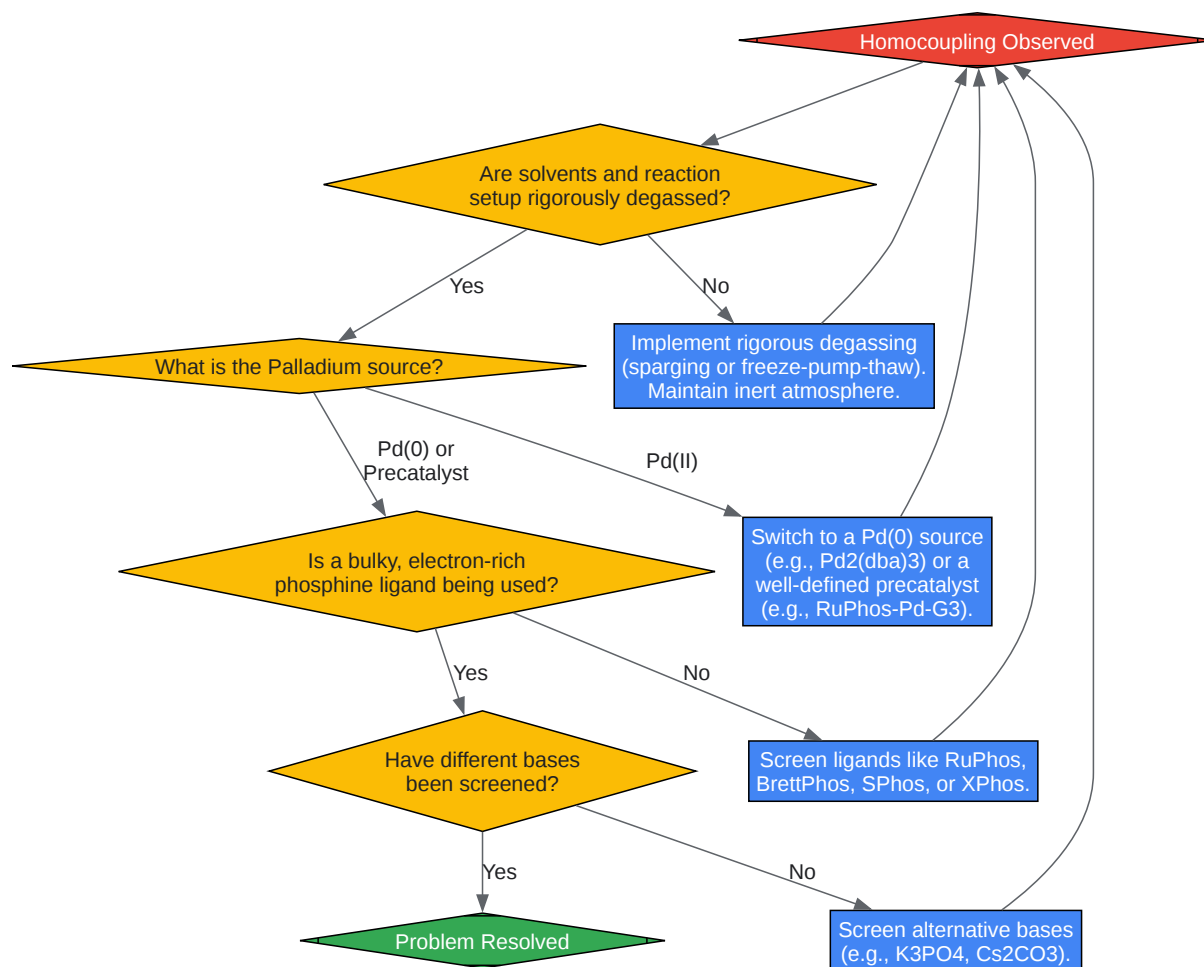 Homocoupling Observed
Are solvents and reaction
setup rigorously degassed?
Yes
No
Implement rigorous degassing
(sparging or freeze-pump-thaw).
Maintain inert atmosphere.
What is the Palladium source?
Pd(0) or
Precatalyst
Pd(II)
Switch to a Pd(0) source
(e.g., Pd2(dba)3) or a
well-defined precatalyst
(e.g., RuPhos-Pd-G3).
Is a bulky, electron-rich
phosphine ligand being used?
Yes
No
Screen ligands like RuPhos,
BrettPhos, SPhos, or XPhos.
Have different bases
been screened?
Yes
No
Problem Resolved
Screen alternative bases
(e.g., K3PO4, Cs2CO3).